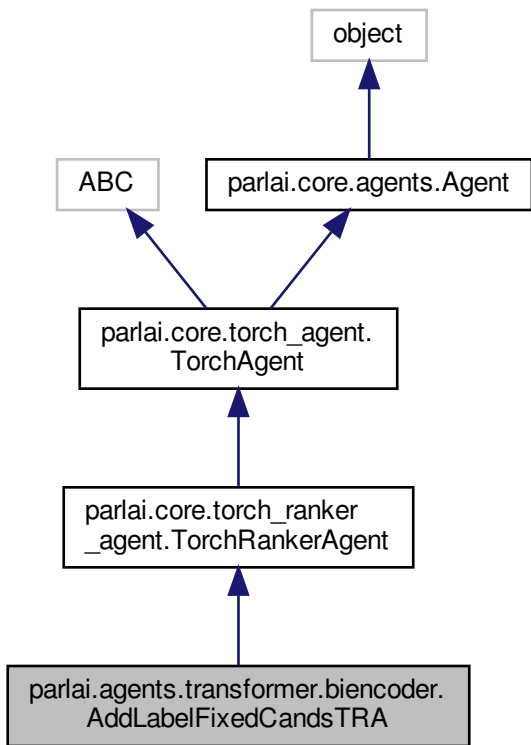 object
ABC
parlai.core.agents.Agent
parlai.core.torch_agent.
TorchAgent
parlai.core.torch_ranker
_agent.TorchRankerAgent
parlai.agents.transformer.biencoder.
AddLabelFixedCandsTRA